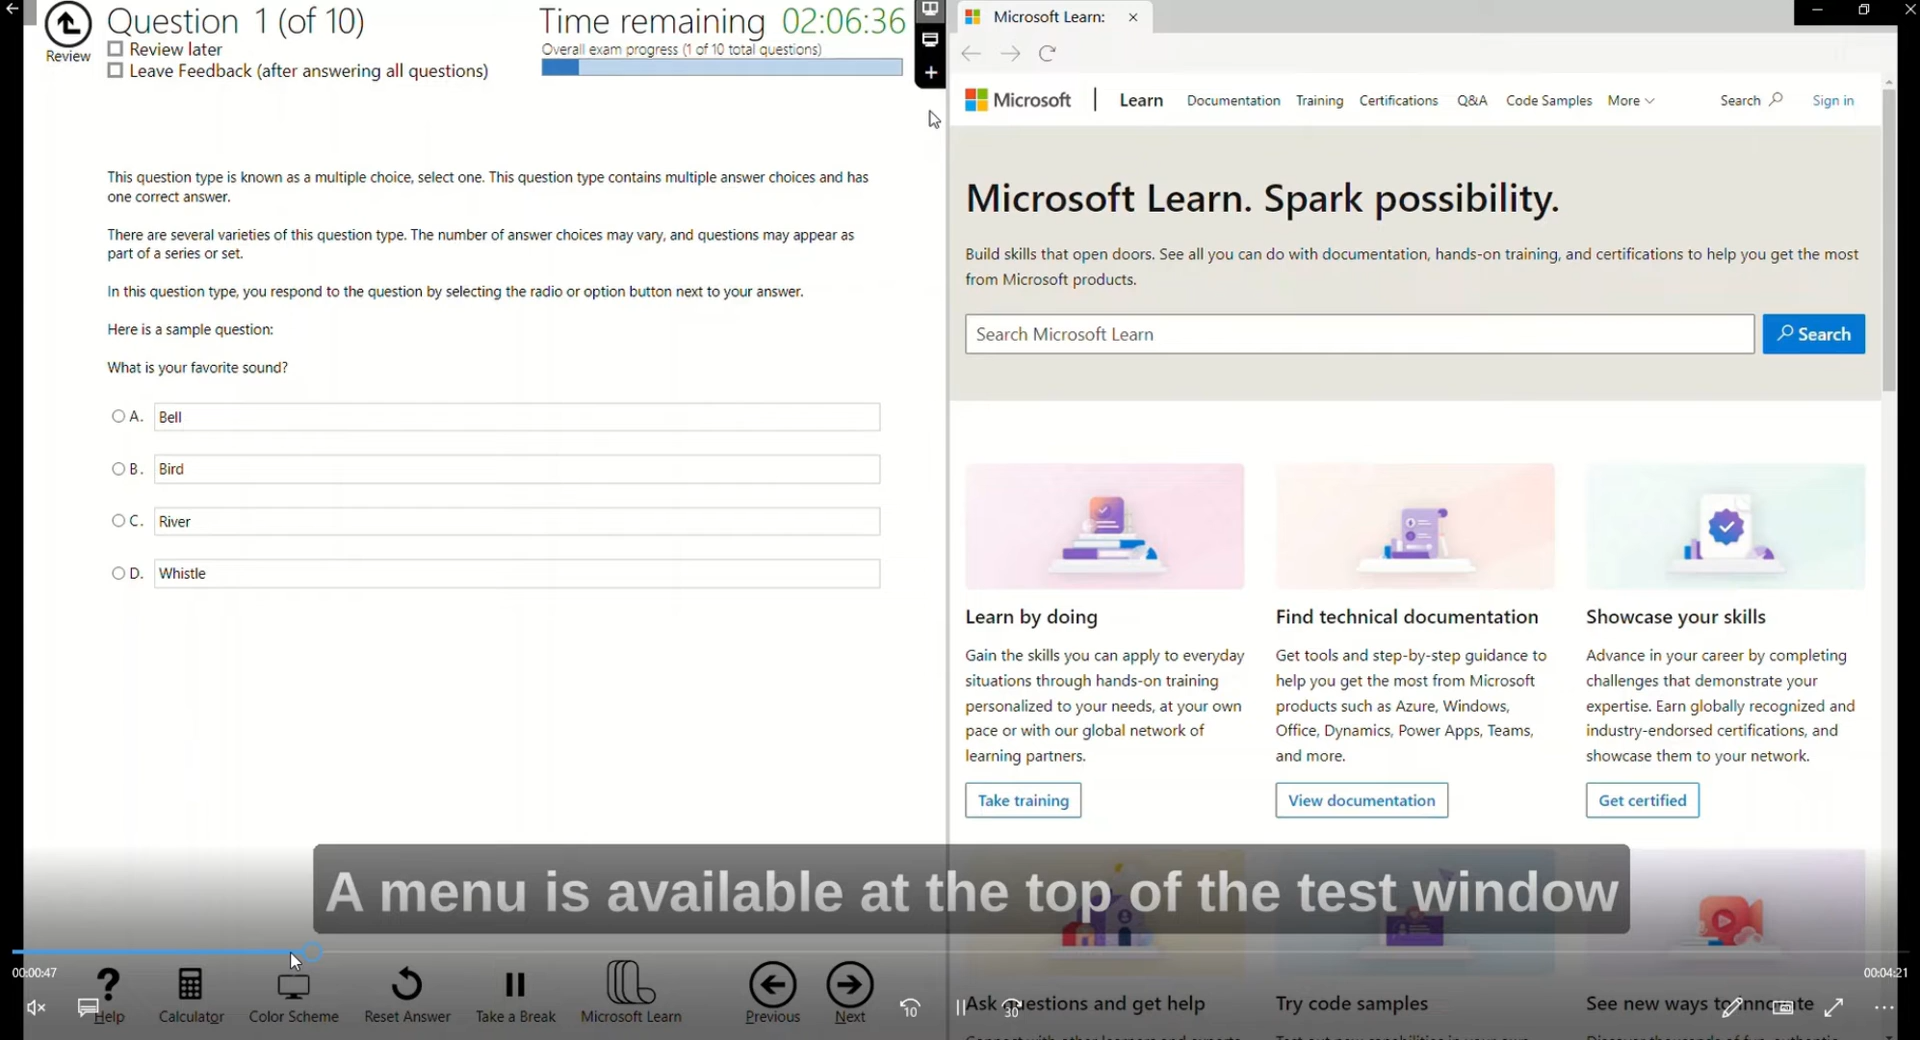 Question 1 (of 10)
Review
Review later
Leave Feedback (after answering all questions)
Time remaining 02:06:36
Overall exam progress (1 of 10 total questions)
This question type is known as a multiple choice, select one. This question type contains multiple answer choices and has
one correct answer.
There are several varieties of this question type. The number of answer choices may vary, and questions may appear as
part of a series or set.
In this question type, you respond to the question by selecting the radio or option button next to your answer.
Here is a sample question:
What is your favorite sound?
A. Bell
B. Bird
C. River
D. Whistle
Microsoft Learn:
Microsoft | Learn Documentation Training Certifications Q&A Code Samples More Search Sign in
Microsoft Learn. Spark possibility.
Build skills that open doors. See all you can do with documentation, hands-on training, and certifications to help you get the most
from Microsoft products.
Search Microsoft Learn
Search
Learn by doing
Gain the skills you can apply to everyday
situations through hands-on training
personalized to your needs, at your own
pace or with our global network of
learning partners.
Take training
Find technical documentation
Get tools and step-by-step guidance to
help you get the most from Microsoft
products such as Azure, Windows,
Office, Dynamics, Power Apps, Teams,
and more.
View documentation
Showcase your skills
Advance in your career by completing
challenges that demonstrate your
expertise. Earn globally recognized and
industry-endorsed certifications, and
showcase them to your network.
Get certified
A menu is available at the top of the test window
00:00:47
00:04:21
Help
Calculator
Color Scheme
Reset Answer
Take a Break
Microsoft Learn
Previous
Next
10
30
Ask questions and get help
Try code samples
See new ways to innovate